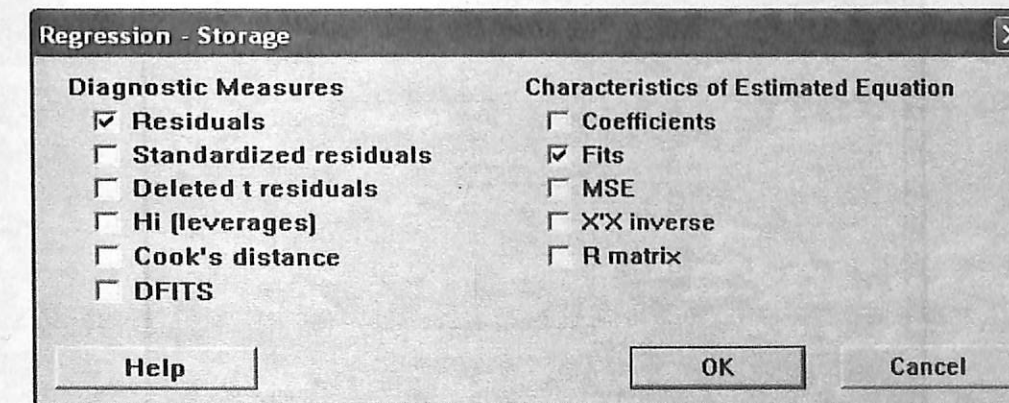 Regression - Storage
Diagnostic Measures
Residuals
Standardized residuals
Deleted t residuals
Hi (leverages)
Cook's distance
DFITS
Characteristics of Estimated Equation
Coefficients
Fits
MSE
X'X inverse
R matrix
Help
OK
Cancel